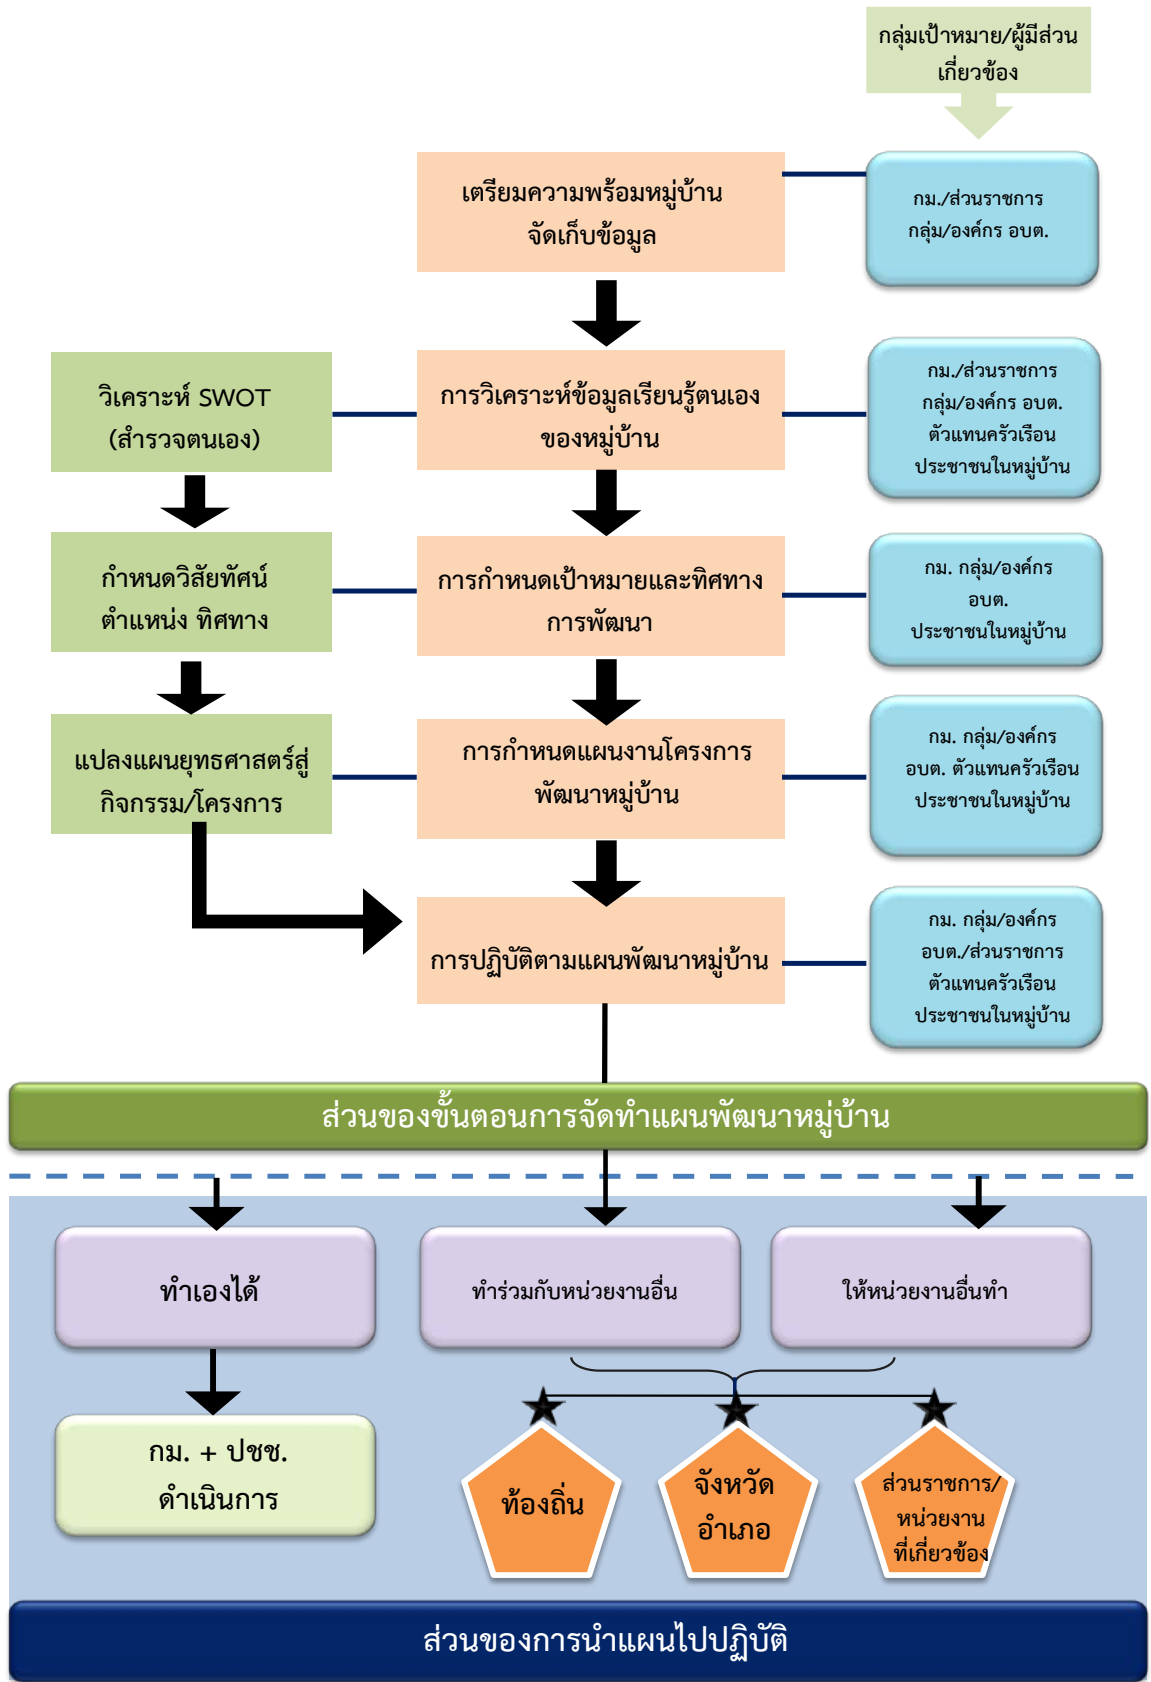 กลุ่มเป้าหมาย/ผู้มีส่วน
เกี่ยวข้อง
เตรียมความพร้อมหมู่บ้าน
จัดเก็บข้อมูล
กม./ส่วนราชการ
กลุ่ม/องค์กร อบต.
วิเคราะห์ SWOT
(สำรวจตนเอง)
การวิเคราะห์ข้อมูลเรียนรู้ตนเอง
ของหมู่บ้าน
กม./ส่วนราชการ
กลุ่ม/องค์กร อบต.
ตัวแทนครัวเรือน
ประชาชนในหมู่บ้าน
กำหนดวิสัยทัศน์
ตำแหน่ง ทิศทาง
การกำหนดเป้าหมายและทิศทาง
การพัฒนา
กม. กลุ่ม/องค์กร
อบต.
ประชาชนในหมู่บ้าน
แปลงแผนยุทธศาสตร์สู่
กิจกรรม/โครงการ
การกำหนดแผนงานโครงการ
พัฒนาหมู่บ้าน
กม. กลุ่ม/องค์กร
อบต. ตัวแทนครัวเรือน
ประชาชนในหมู่บ้าน
การปฏิบัติตามแผนพัฒนาหมู่บ้าน
กม. กลุ่ม/องค์กร
อบต./ส่วนราชการ
ตัวแทนครัวเรือน
ประชาชนในหมู่บ้าน
ส่วนของขั้นตอนการจัดทำแผนพัฒนาหมู่บ้าน
ทำเองได้
ทำร่วมกับหน่วยงานอื่น
ให้หน่วยงานอื่นทำ
กม. + ปชช.
ดำเนินการ
ท้องถิ่น
จังหวัด
อำเภอ
ส่วนราชการ/
หน่วยงาน
ที่เกี่ยวข้อง
ส่วนของการนำแผนไปปฏิบัติ